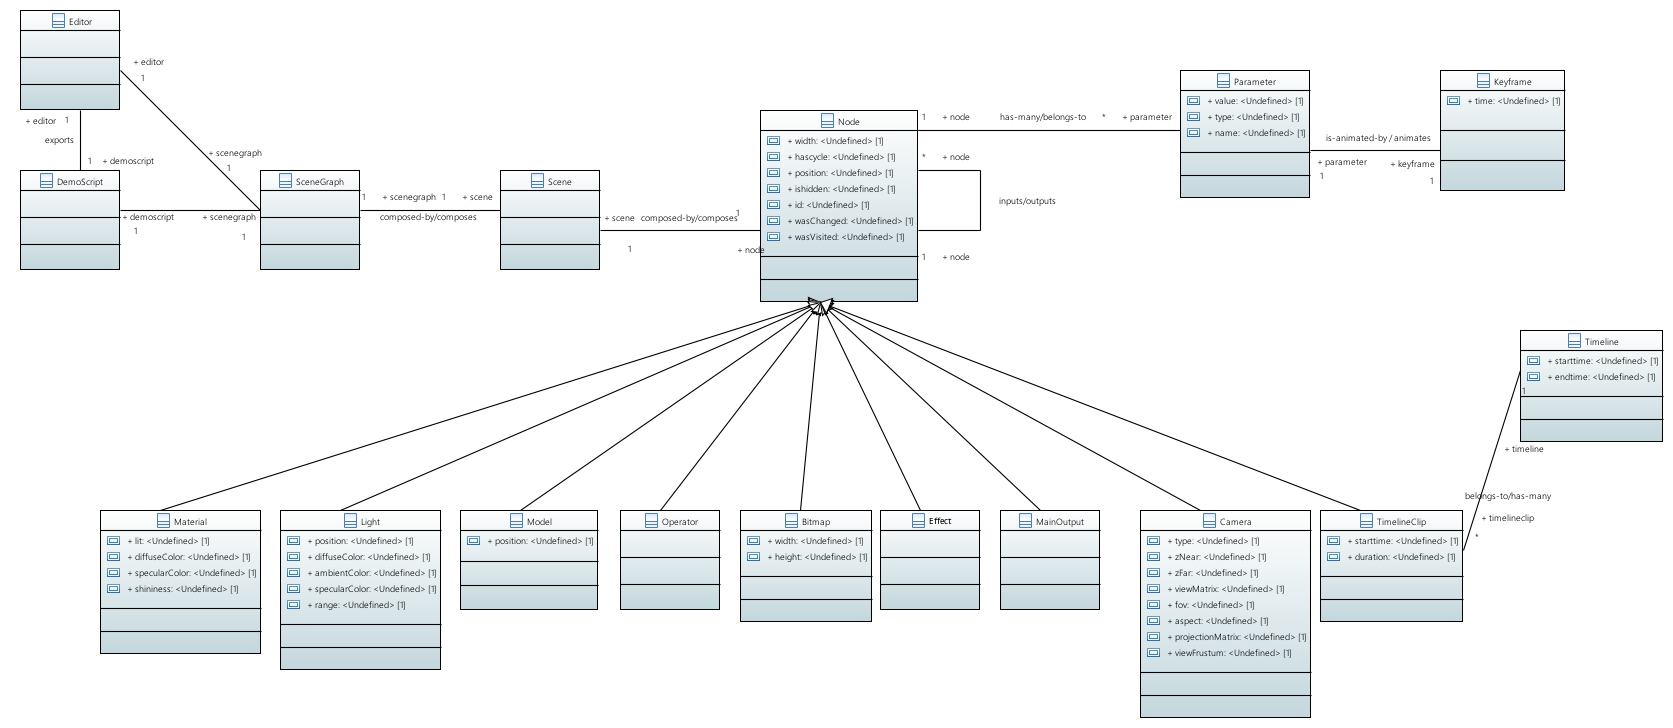 Editor
+ editor
1
+ editor 1
exports
1 + demoscript
DemoScript
+ demoscript
1
+ scenegraph
1
+ scenegraph
1
SceneGraph
1 + scenegraph 1 + scene
composed-by/composes
Scene
+ scene composed-by/composes
1
1
+ node
Node
+ width: <Undefined> [1]
+ hascycle: <Undefined> [1]
+ position: <Undefined> [1]
+ ishidden: <Undefined> [1]
+ id: <Undefined> [1]
+ wasChanged: <Undefined> [1]
+ wasVisited: <Undefined> [1]
1 + node has-many/belongs-to * + parameter
* + node
inputs/outputs
1 + node
Parameter
+ value: <Undefined> [1]
+ type: <Undefined> [1]
+ name: <Undefined> [1]
is-animated-by / animates
+ parameter + keyframe
1 1
Keyframe
+ time: <Undefined> [1]
Timeline
+ starttime: <Undefined> [1]
+ endtime: <Undefined> [1]
1
+ timeline
belongs-to/has-many
+ timelineclip
*
Material
+ lit: <Undefined> [1]
+ diffuseColor: <Undefined> [1]
+ specularColor: <Undefined> [1]
+ shininess: <Undefined> [1]
Light
+ position: <Undefined> [1]
+ diffuseColor: <Undefined> [1]
+ ambientColor: <Undefined> [1]
+ specularColor: <Undefined> [1]
+ range: <Undefined> [1]
Model
+ position: <Undefined> [1]
Operator
Bitmap
+ width: <Undefined> [1]
+ height: <Undefined> [1]
Effect
MainOutput
Camera
+ type: <Undefined> [1]
+ zNear: <Undefined> [1]
+ zFar: <Undefined> [1]
+ viewMatrix: <Undefined> [1]
+ fov: <Undefined> [1]
+ aspect: <Undefined> [1]
+ projectionMatrix: <Undefined> [1]
+ viewFrustum: <Undefined> [1]
TimelineClip
+ starttime: <Undefined> [1]
+ duration: <Undefined> [1]